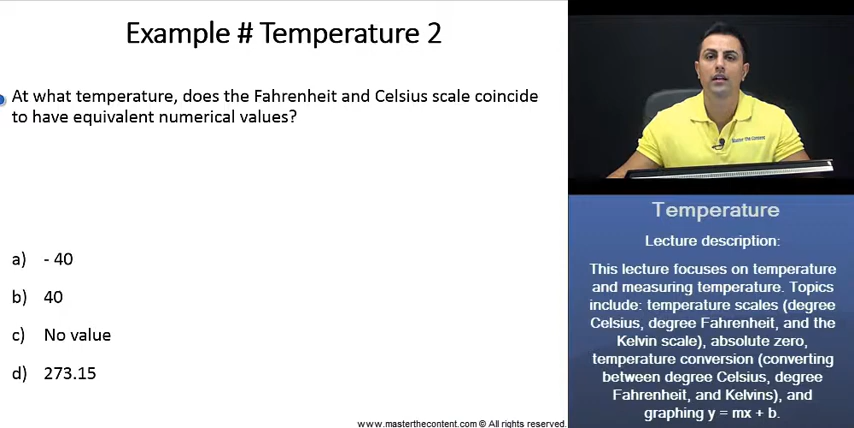 Example # Temperature 2
At what temperature, does the Fahrenheit and Celsius scale coincide
to have equivalent numerical values?
a) - 40
b) 40
c) No value
d) 273.15
www.masterthecontent.com © All rights reserved.
Master The Content
Temperature
Lecture description:
This lecture focuses on temperature
and measuring temperature. Topics
include: temperature scales (degree
Celsius, degree Fahrenheit, and the
Kelvin scale), absolute zero,
temperature conversion (converting
between degree Celsius, degree
Fahrenheit, and Kelvins), and
graphing y = mx + b.